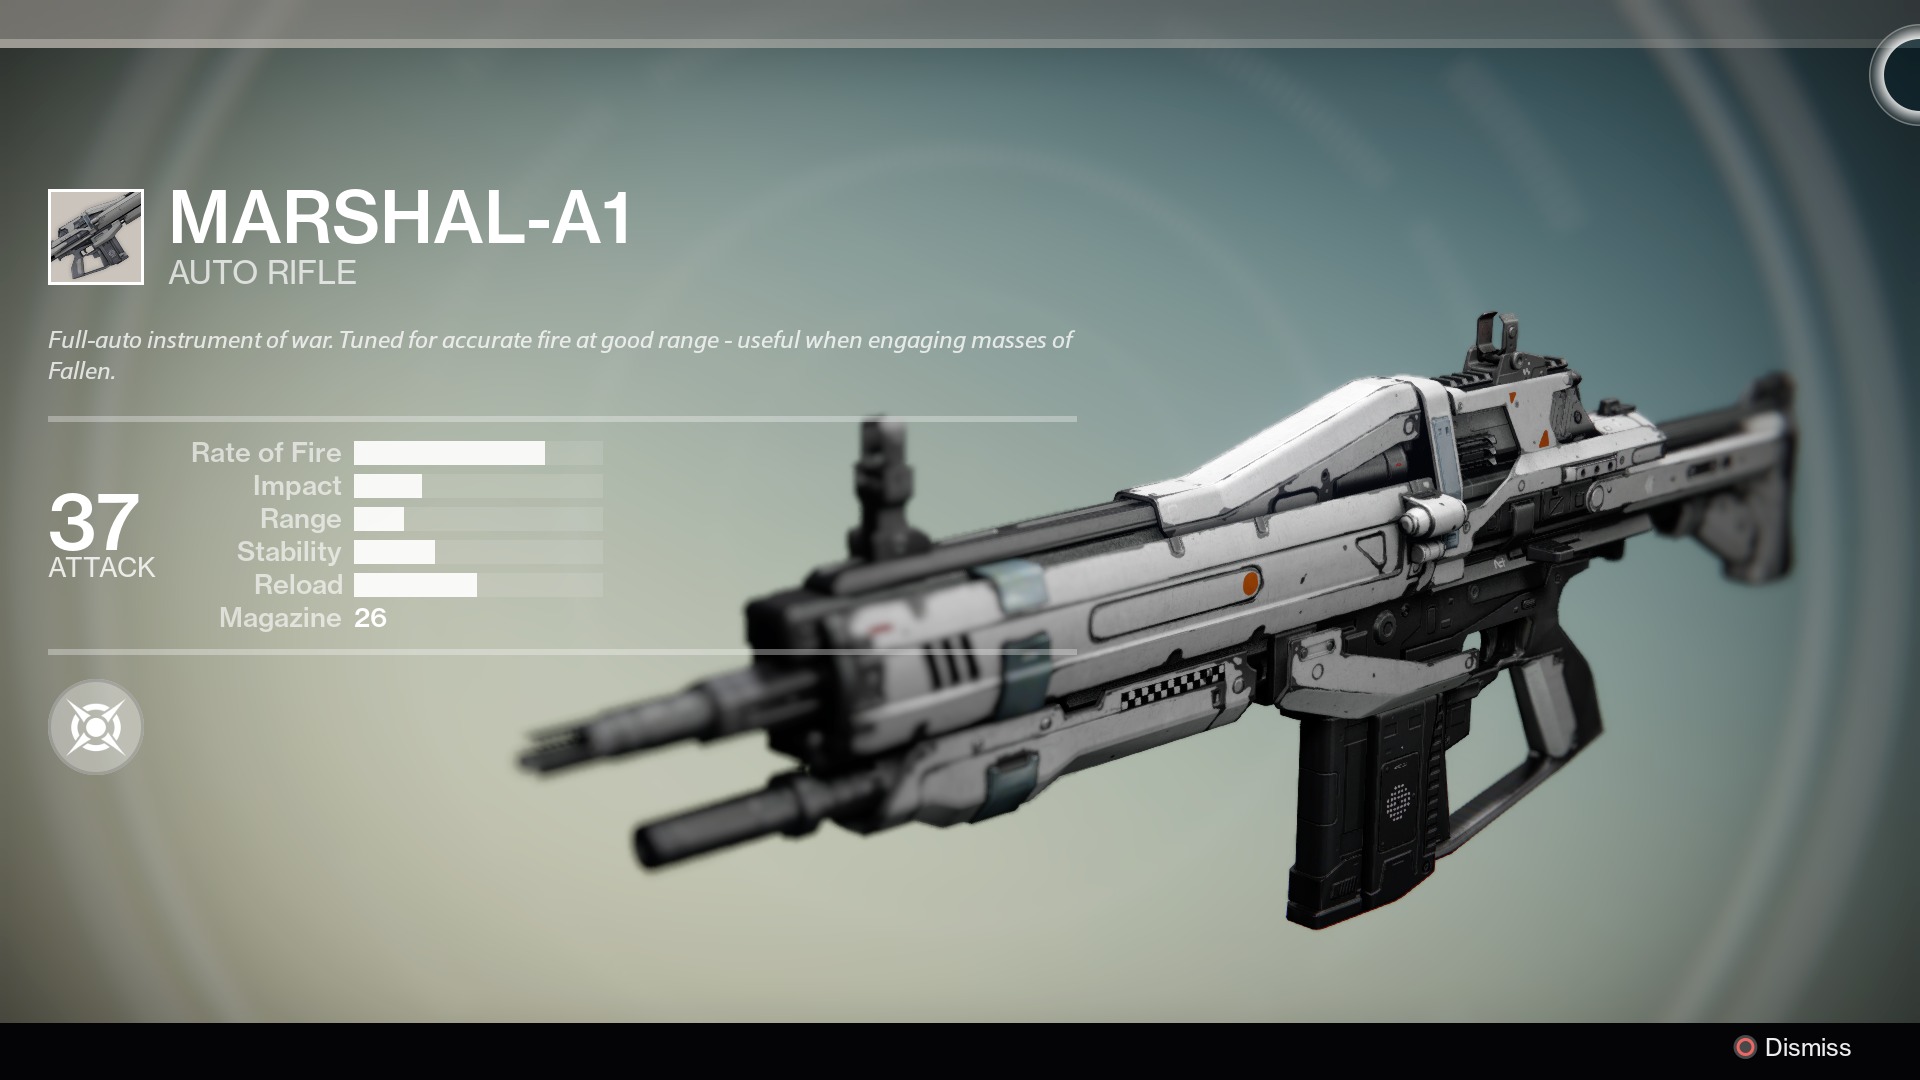 MARSHAL-A1
AUTO RIFLE
Full-auto instrument of war. Tuned for accurate fire at good range - useful when engaging masses of
Fallen.
37
ATTACK
Rate of Fire
Impact
Range
Stability
Reload
Magazine 26
Dismiss